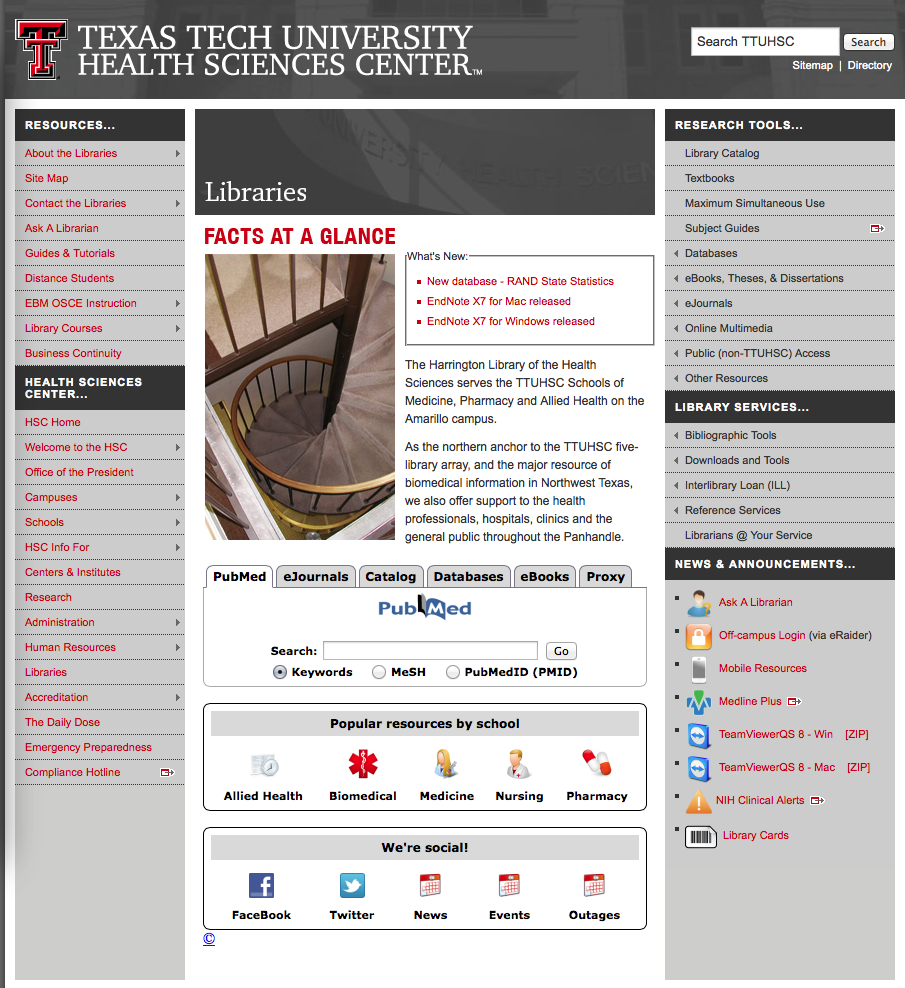 TEXAS TECH UNIVERSITY
HEALTH SCIENCES CENTER™
Search TTUHSC
Search
Sitemap | Directory
RESOURCES...
About the Libraries
Site Map
Contact the Libraries
Ask A Librarian
Guides & Tutorials
Distance Students
EBM OSCE Instruction
Library Courses
Business Continuity
HEALTH SCIENCES
CENTER...
HSC Home
Welcome to the HSC
Office of the President
Campuses
Schools
HSC Info For
Centers & Institutes
Research
Administration
Human Resources
Libraries
Accreditation
The Daily Dose
Emergency Preparedness
Compliance Hotline
Libraries
FACTS AT A GLANCE
What's New:
New database - RAND State Statistics
EndNote X7 for Mac released
EndNote X7 for Windows released
The Harrington Library of the Health
Sciences serves the TTUHSC Schools of
Medicine, Pharmacy and Allied Health on the
Amarillo campus.
As the northern anchor to the TTUHSC five-
library array, and the major resource of
biomedical information in Northwest Texas,
we also offer support to the health
professionals, hospitals, clinics and the
general public throughout the Panhandle.
PubMed eJournals Catalog Databases eBooks Proxy
PubMed
Search: Go
Keywords MeSH PubMedID (PMID)
Popular resources by school
Allied Health Biomedical Medicine Nursing Pharmacy
We're social!
FaceBook Twitter News Events Outages
©
RESEARCH TOOLS...
Library Catalog
Textbooks
Maximum Simultaneous Use
Subject Guides
Databases
eBooks, Theses, & Dissertations
eJournals
Online Multimedia
Public (non-TTUHSC) Access
Other Resources
LIBRARY SERVICES...
Bibliographic Tools
Downloads and Tools
Interlibrary Loan (ILL)
Reference Services
Librarians @ Your Service
NEWS & ANNOUNCEMENTS...
Ask A Librarian
Off-campus Login (via eRaider)
Mobile Resources
Medline Plus
TeamViewerQS 8 - Win [ZIP]
TeamViewerQS 8 - Mac [ZIP]
NIH Clinical Alerts
Library Cards